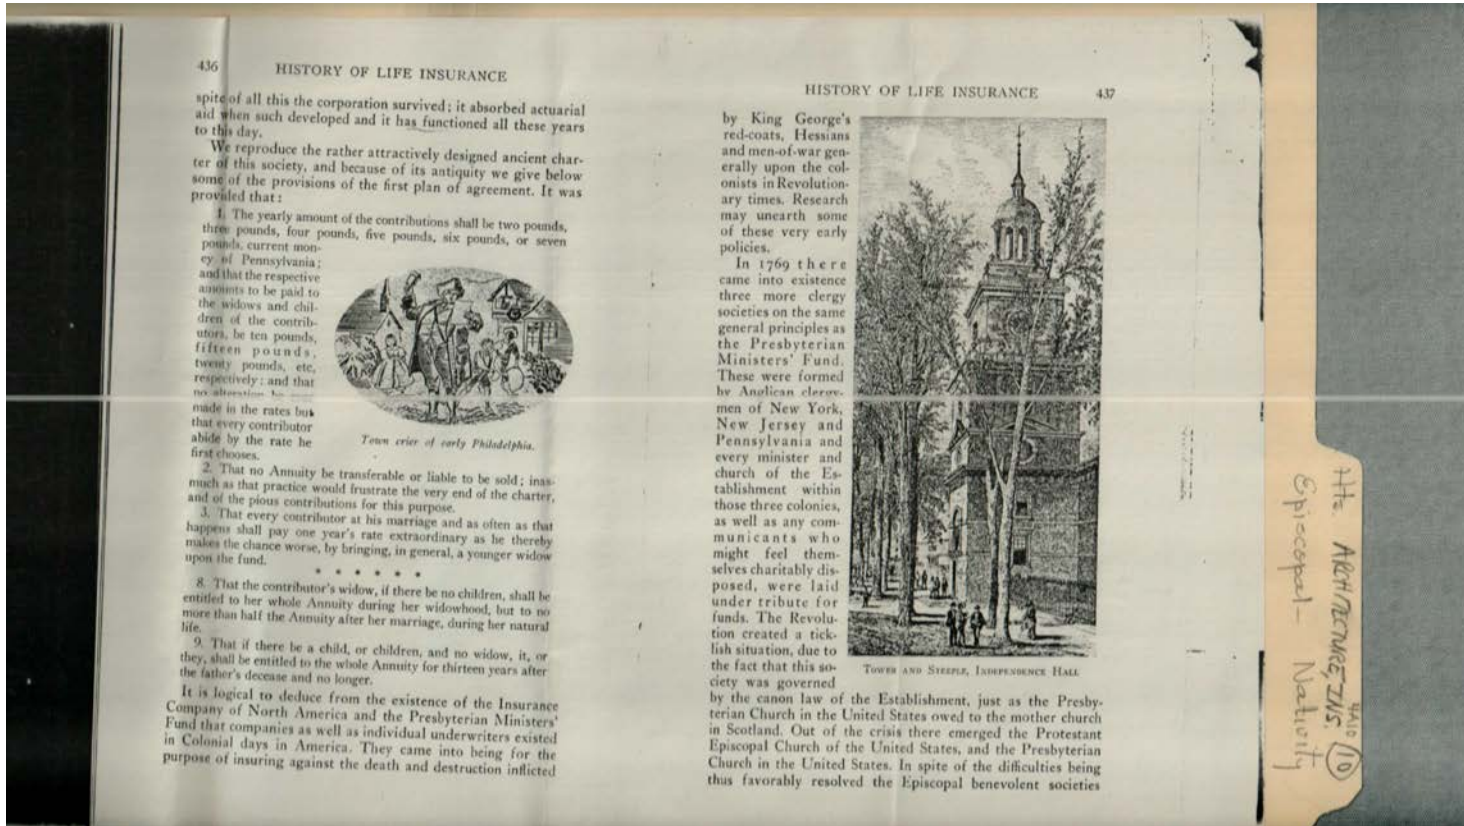 436
HISTORY OF LIFE INSURANCE
spite of all this the corporation survived; it absorbed actuarial
aid when such developed and it has functioned all these years
to this day.
We reproduce the rather attractively designed ancient char-
ter of this society, and because of its antiquity we give below
some of the provisions of the first plan of agreement. It was
provided that:
1. The yearly amount of the contributions shall be two pounds,
three pounds, four pounds, five pounds, six pounds, or seven
pounds, current mon-
ey of Pennsylvania;
and that the respective
amounts to be paid to
the widows and chil-
dren of the contrib-
utors, be ten pounds,
fifteen pounds,
twenty pounds, etc,
respectively; and that
no alteration be
made in the rates but
that every contributor
abide by the rate he
first chooses.
Town crier of early Philadelphia.
2. That no Annuity be transferable or liable to be sold; inas-
much as that practice would frustrate the very end of the charter,
and of the pious contributions for this purpose.
3. That every contributor at his marriage and as often as that
happens shall pay one year's rate extraordinary as he thereby
makes the chance worse, by bringing, in general, a younger widow
upon the fund.
* * * * * *
8. That the contributor's widow, if there be no children, shall be
entitled to her whole Annuity during her widowhood, but to no
more than half the Annuity after her marriage, during her natural
life.
9. That if there be a child, or children, and no widow, it, or
they, shall be entitled to the whole Annuity for thirteen years after
the father's decease and no longer.
It is logical to deduce from the existence of the Insurance
Company of North America and the Presbyterian Ministers'
Fund that companies as well as individual underwriters existed
in Colonial days in America. They came into being for the
purpose of insuring against the death and destruction inflicted
HISTORY OF LIFE INSURANCE
437
by King George's
red-coats, Hessians
and men-of-war gen-
erally upon the col-
onists in Revolution-
ary times. Research
may unearth some
of these very early
policies.
In 1769 there
came into existence
three more clergy
societies on the same
general principles as
the Presbyterian
Ministers' Fund.
These were formed
by Anglican clergy-
men of New York,
New Jersey and
Pennsylvania and
every minister and
church of the Es-
tablishment within
those three colonies,
as well as any com-
municants who
might feel them-
selves charitably dis-
posed, were laid
under tribute for
funds. The Revolu-
tion created a tick-
lish situation, due to
the fact that this so-
ciety was governed
TOWER AND STEEPLE, INDEPENDENCE HALL
by the canon law of the Establishment, just as the Presby-
terian Church in the United States owed to the mother church
in Scotland. Out of the crisis there emerged the Protestant
Episcopal Church of the United States, and the Presbyterian
Church in the United States. In spite of the difficulties being
thus favorably resolved the Episcopal benevolent societies
ARCHITECTURE, INS.
4A10
10
Episcopal - Nativity